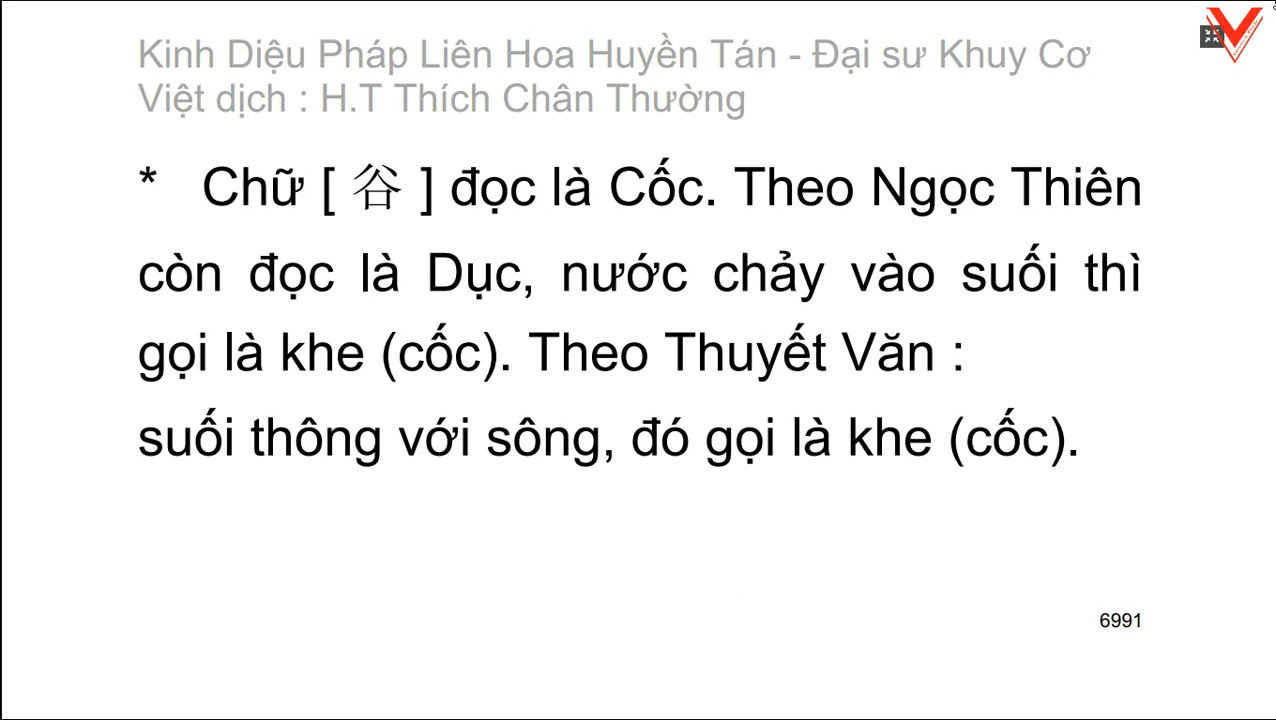 Kinh Diệu Pháp Liên Hoa Huyền Tán - Đại sư Khuy Cơ
Việt dịch : H.T Thích Chân Thường
* Chữ [ 谷 ] đọc là Cốc. Theo Ngọc Thiên
còn đọc là Dục, nước chảy vào suối thì
gọi là khe (cốc). Theo Thuyết Văn :
suối thông với sông, đó gọi là khe (cốc).
6991